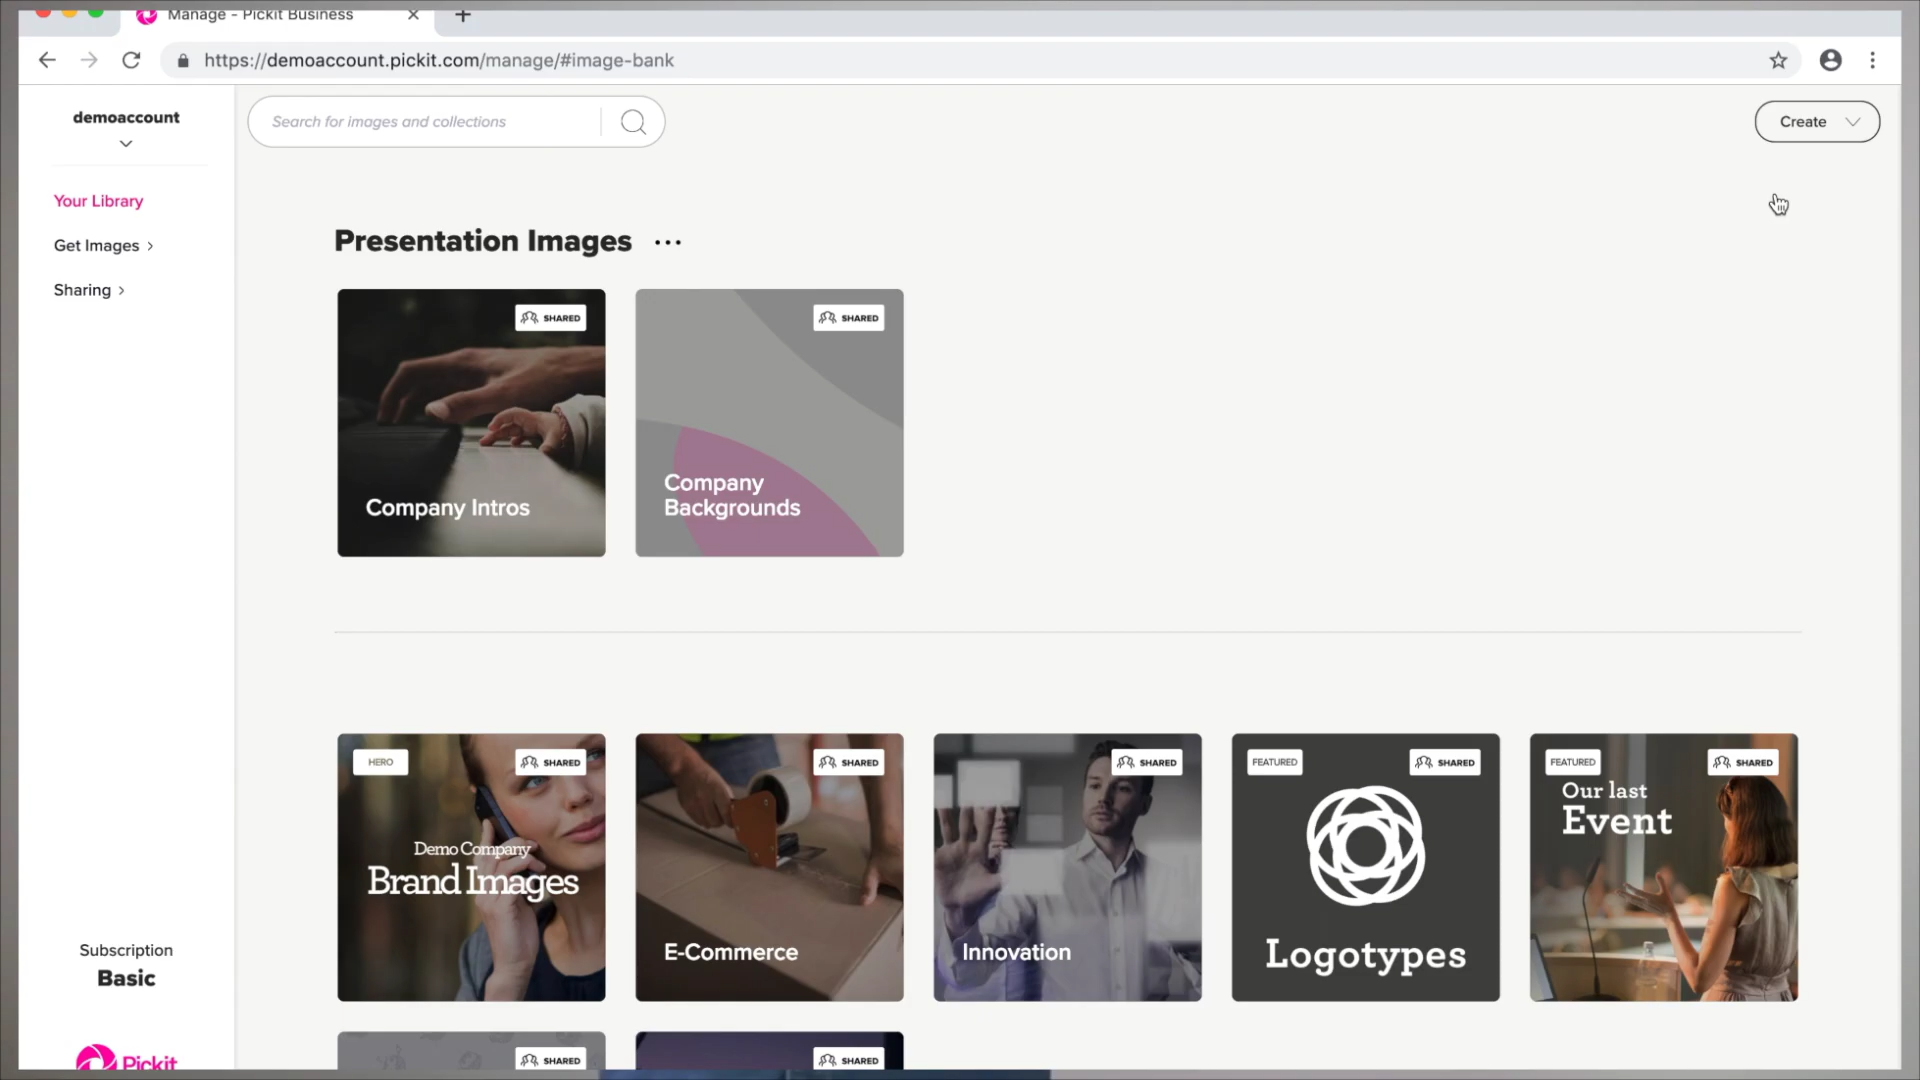 Manage - Pickit Business
https://demoaccount.pickit.com/manage/#image-bank
demoaccount
Search for images and collections
Create
Your Library
Get Images
Sharing
Presentation Images
SHARED
Company Intros
SHARED
Company
Backgrounds
HERO
SHARED
Demo Company
Brand Images
SHARED
E-Commerce
SHARED
Innovation
FEATURED
SHARED
Logotypes
FEATURED
SHARED
Our last
Event
Subscription
Basic
Pickit
SHARED
SHARED